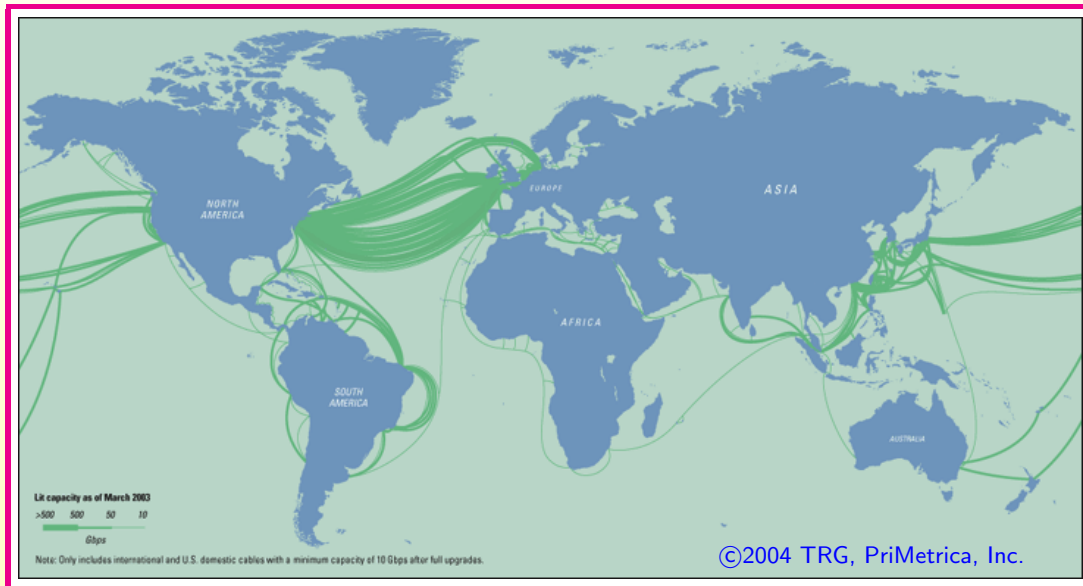 NORTH
AMERICA
EUROPE
ASIA
AFRICA
SOUTH
AMERICA
AUSTRALIA
Lit capacity as of March 2003
>500 500 50 10
Gbps
Note: Only includes international and U.S. domestic cables with a minimum capacity of 10 Gbps after full upgrades.
©2004 TRG, PriMetrica, Inc.